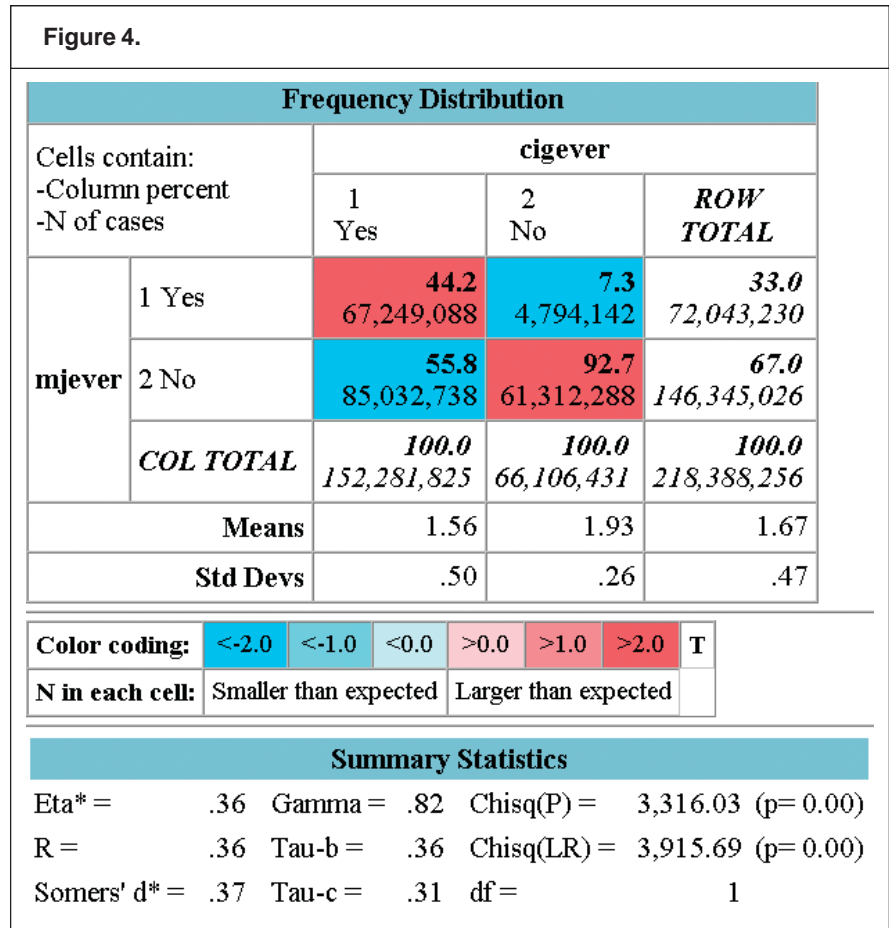 Figure 4.
Frequency Distribution
Cells contain:
-Column percent
-N of cases
cigever
1
Yes
2
No
ROW
TOTAL
mjever
1 Yes
44.2 7.3 33.0
67,249,088 4,794,142 72,043,230
2 No
55.8 92.7 67.0
85,032,738 61,312,288 146,345,026
COL TOTAL
100.0 100.0 100.0
152,281,825 66,106,431 218,388,256
Means 1.56 1.93 1.67
Std Devs .50 .26 .47
Color coding: <-2.0 <-1.0 <0.0 >0.0 >1.0 >2.0 T
N in each cell: Smaller than expected Larger than expected
Summary Statistics
Eta* = .36 Gamma = .82 Chisq(P) = 3,316.03 (p= 0.00)
R = .36 Tau-b = .36 Chisq(LR) = 3,915.69 (p= 0.00)
Somers' d* = .37 Tau-c = .31 df = 1